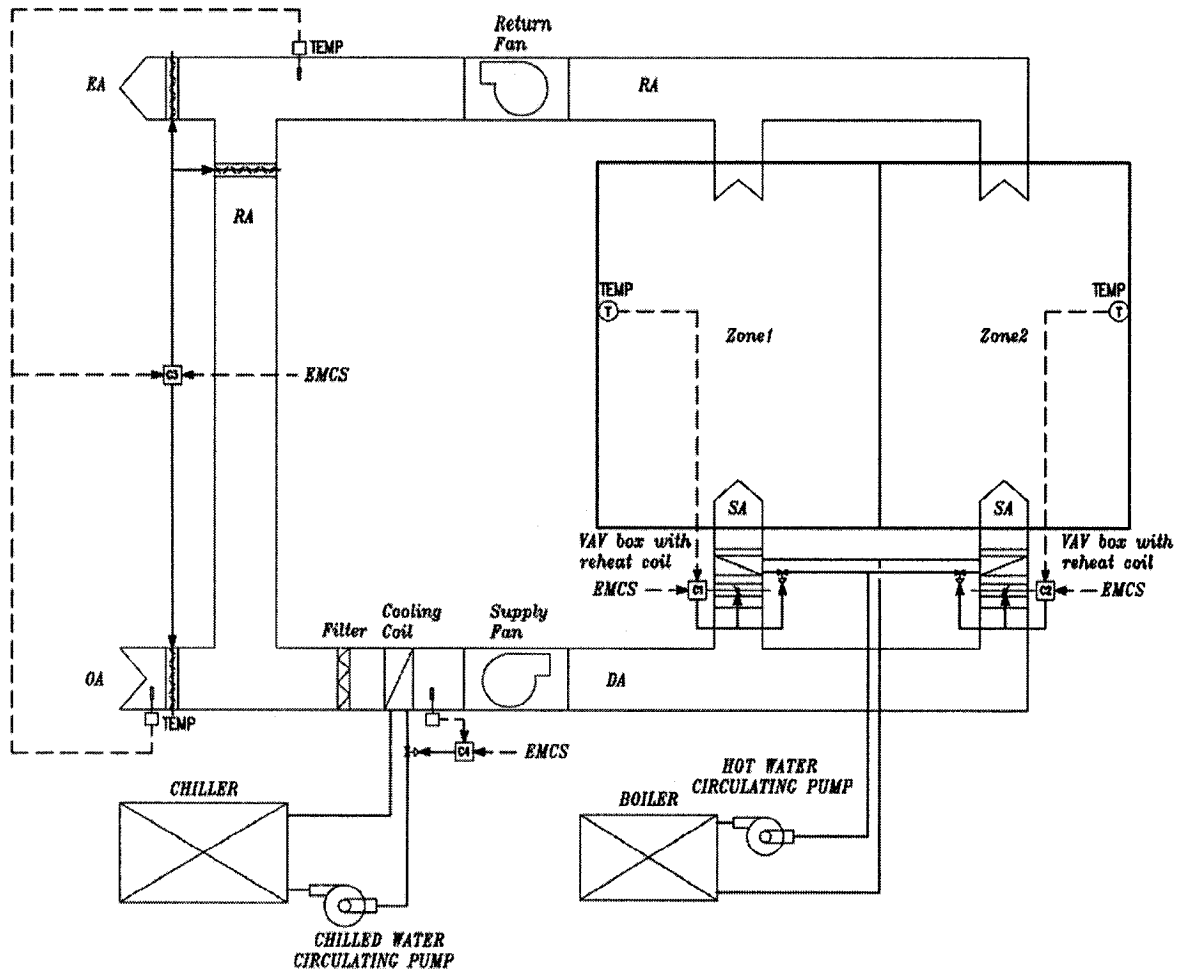 Return
Fan
TEMP
EA
RA
RA
TEMP
TEMP
T
T
Zone1
Zone2
C3
EMCS
SA
SA
VAV box with
reheat coil
VAV box with
reheat coil
EMCS
C1
C2
EMCS
Filter
Cooling
Coil
Supply
Fan
OA
DA
TEMP
C4
EMCS
CHILLER
HOT WATER
CIRCULATING PUMP
BOILER
CHILLED WATER
CIRCULATING PUMP